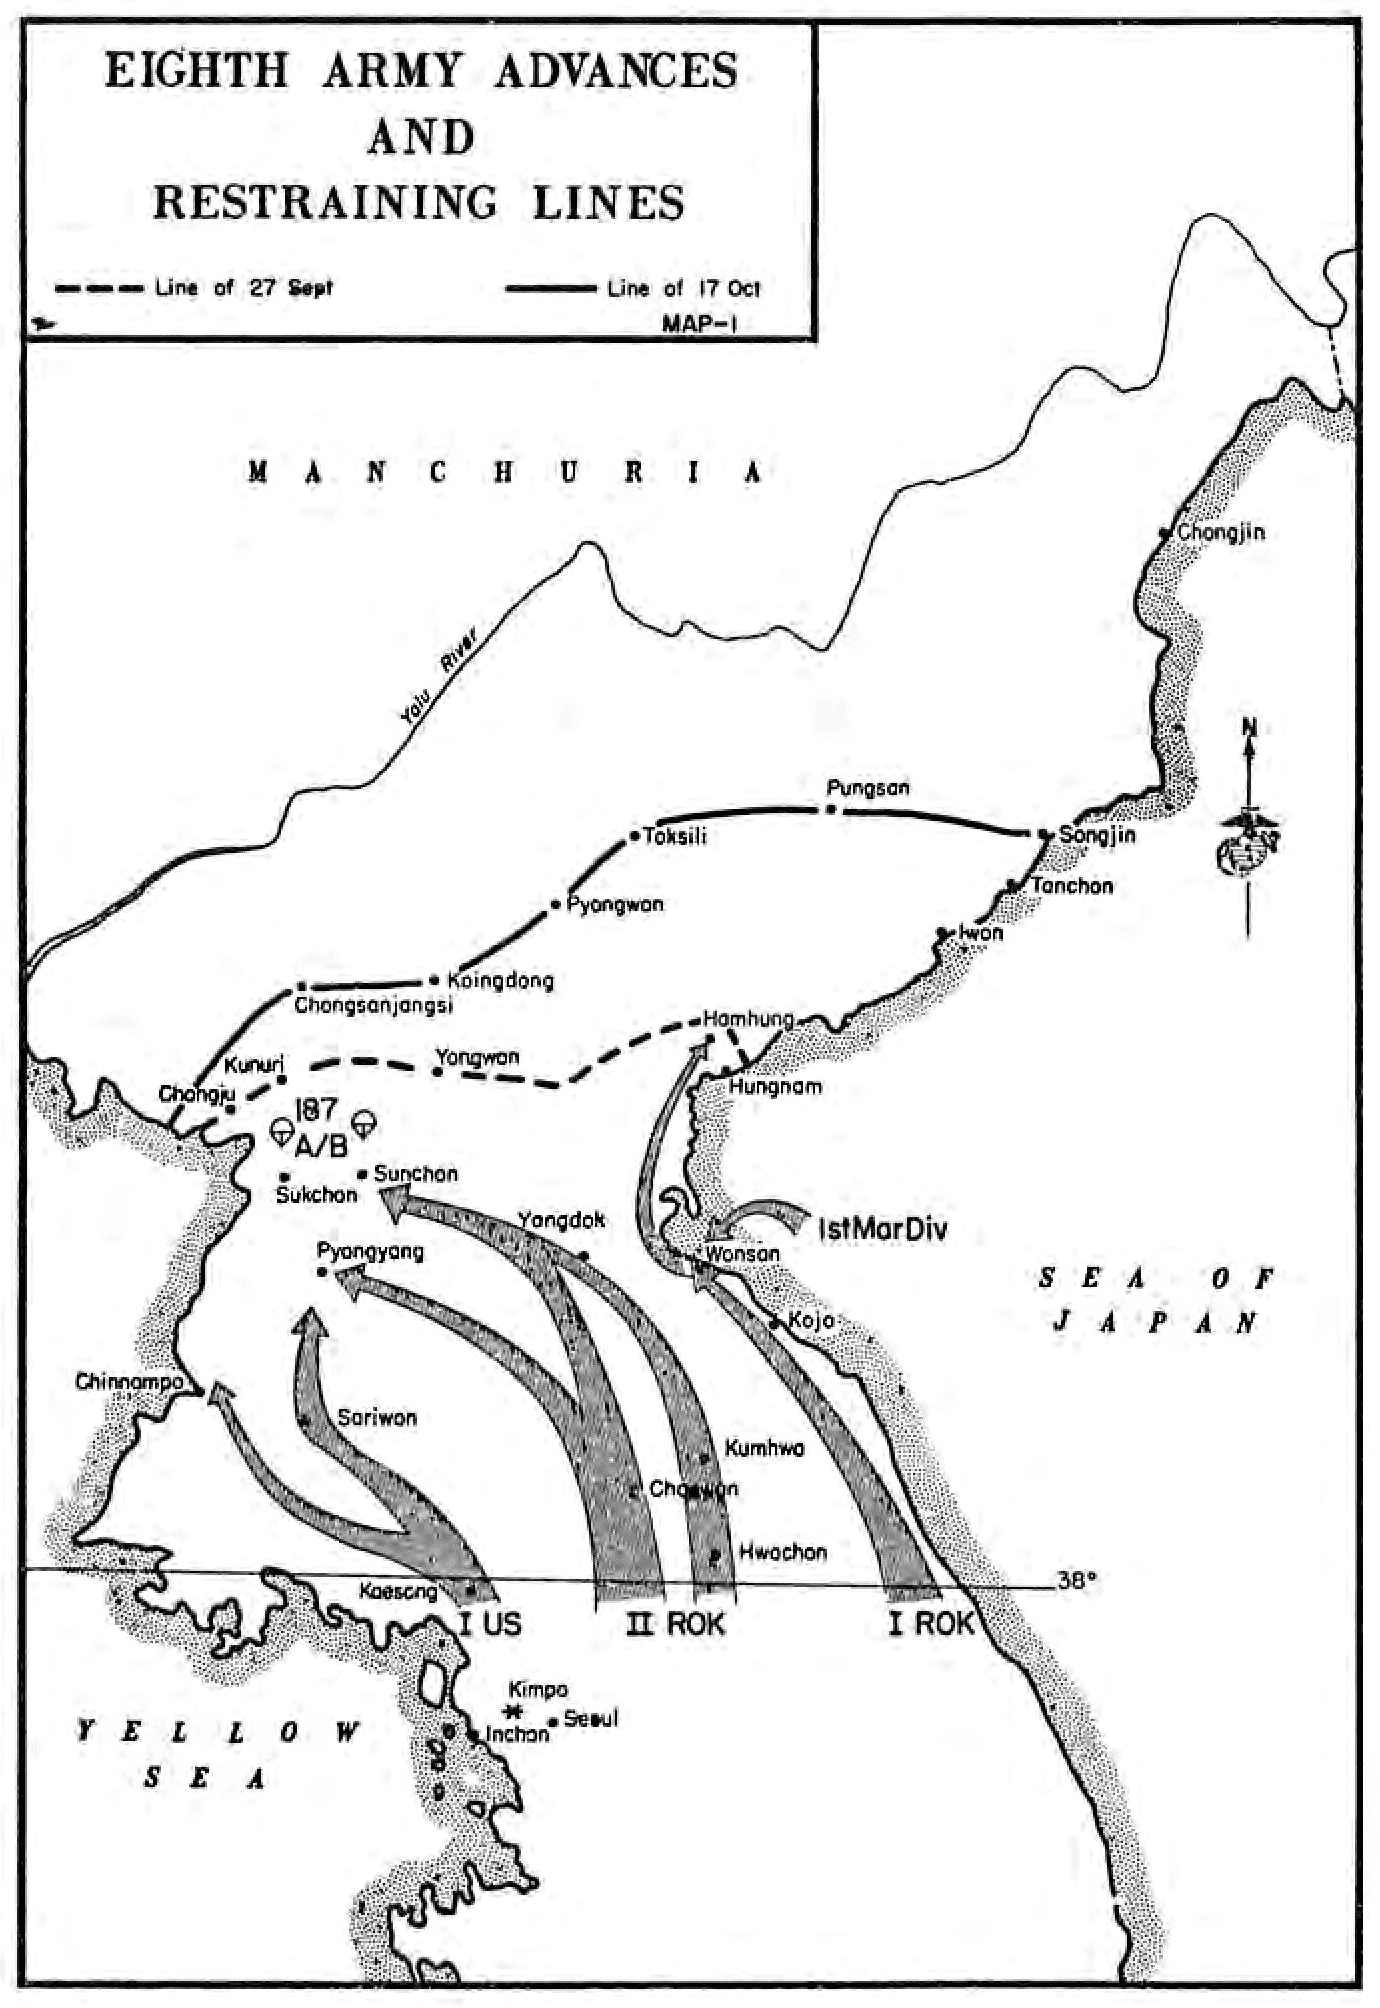 EIGHTH ARMY ADVANCES
AND
RESTRAINING LINES
Line of 27 Sept
Line of 17 Oct
MAP-1
MANCHURIA
Chongjin
Yalu River
N
Pungsan
Toksili
Songjin
Tanchon
Pyongwon
Iwon
Koingdong
Chongsanjangsi
Hamhung
Kunuri
Yongwon
Chongju
Hungnam
187
A/B
Sunchon
Sukchon
Yangdok
1stMarDiv
Pyongyang
Wonsan
SEA OF
JAPAN
Kojo
Chinnampo
Sariwon
Kumhwa
Chorwon
Hwachon
38°
Kaesong
I US
II ROK
I ROK
Kimpo
Seoul
Inchon
YELLOW
SEA